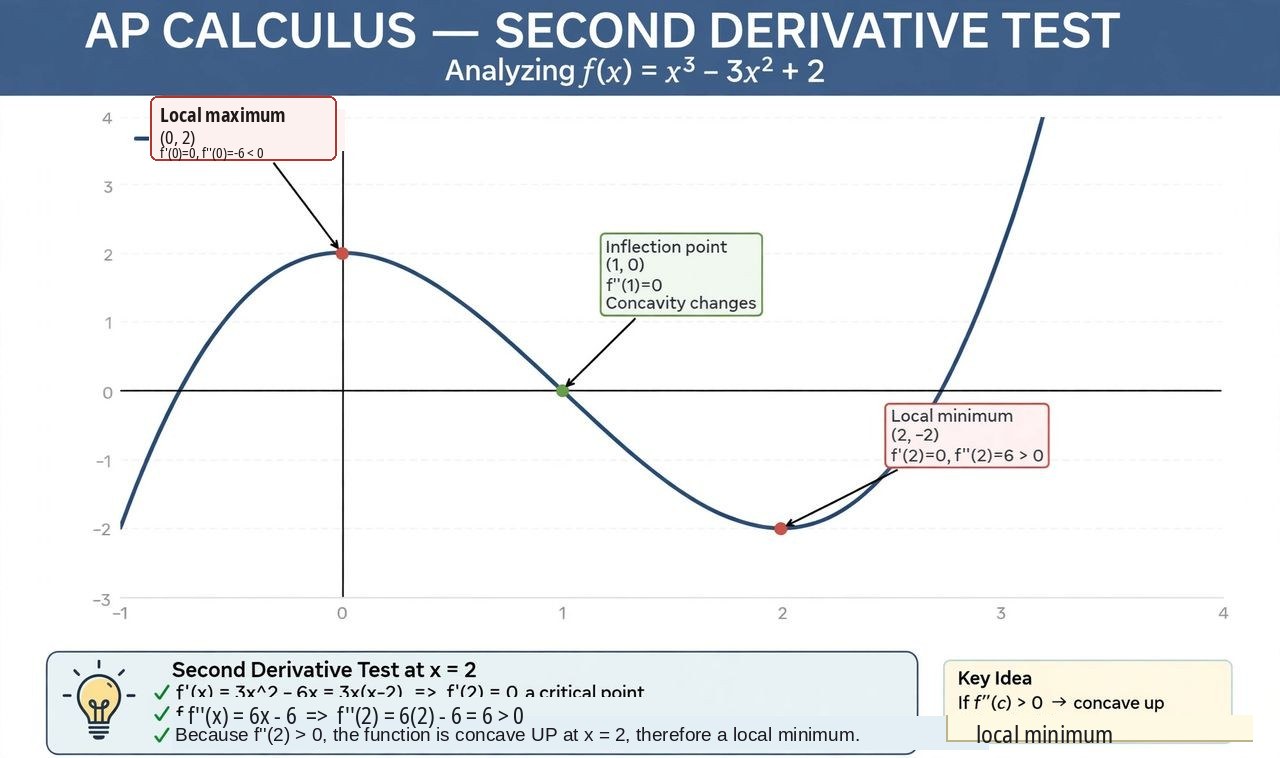 AP CALCULUS — SECOND DERIVATIVE TEST
Analyzing f(x) = x³ – 3x² + 2
Local maximum
(0, 2)
f'(0)=0, f''(0)=-6 < 0
Inflection point
(1, 0)
f''(1)=0
Concavity changes
Local minimum
(2, –2)
f'(2)=0, f''(2)=6 > 0
4
3
2
1
0
–1
–2
–3
–1
0
1
2
3
4
Second Derivative Test at x = 2
✓ f'(x) = 3x^2 – 6x = 3x(x–2) => f'(2) = 0 a critical point
✓ f f''(x) = 6x - 6 => f''(2) = 6(2) - 6 = 6 > 0
✓ Because f''(2) > 0, the function is concave UP at x = 2, therefore a local minimum.
Key Idea
If f″(c) > 0 → concave up
local minimum